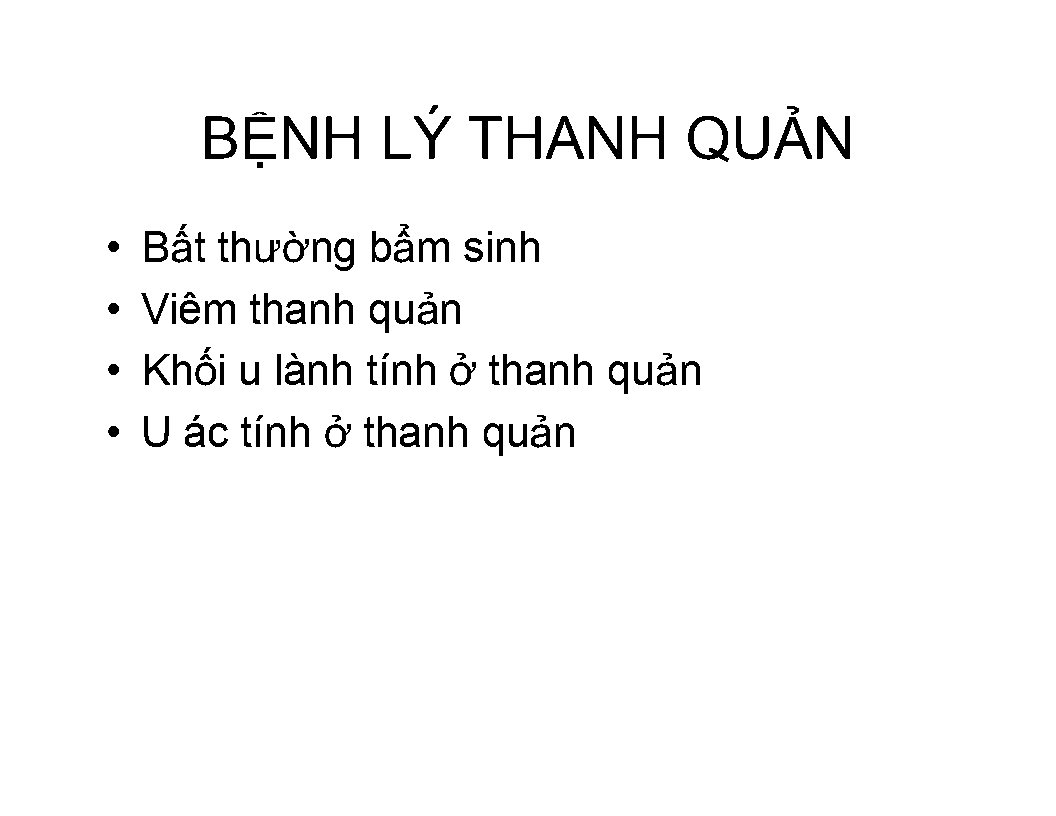 BỆNH LÝ THANH QUẢN
• Bất thường bẩm sinh
• Viêm thanh quản
• Khối u lành tính ở thanh quản
• U ác tính ở thanh quản